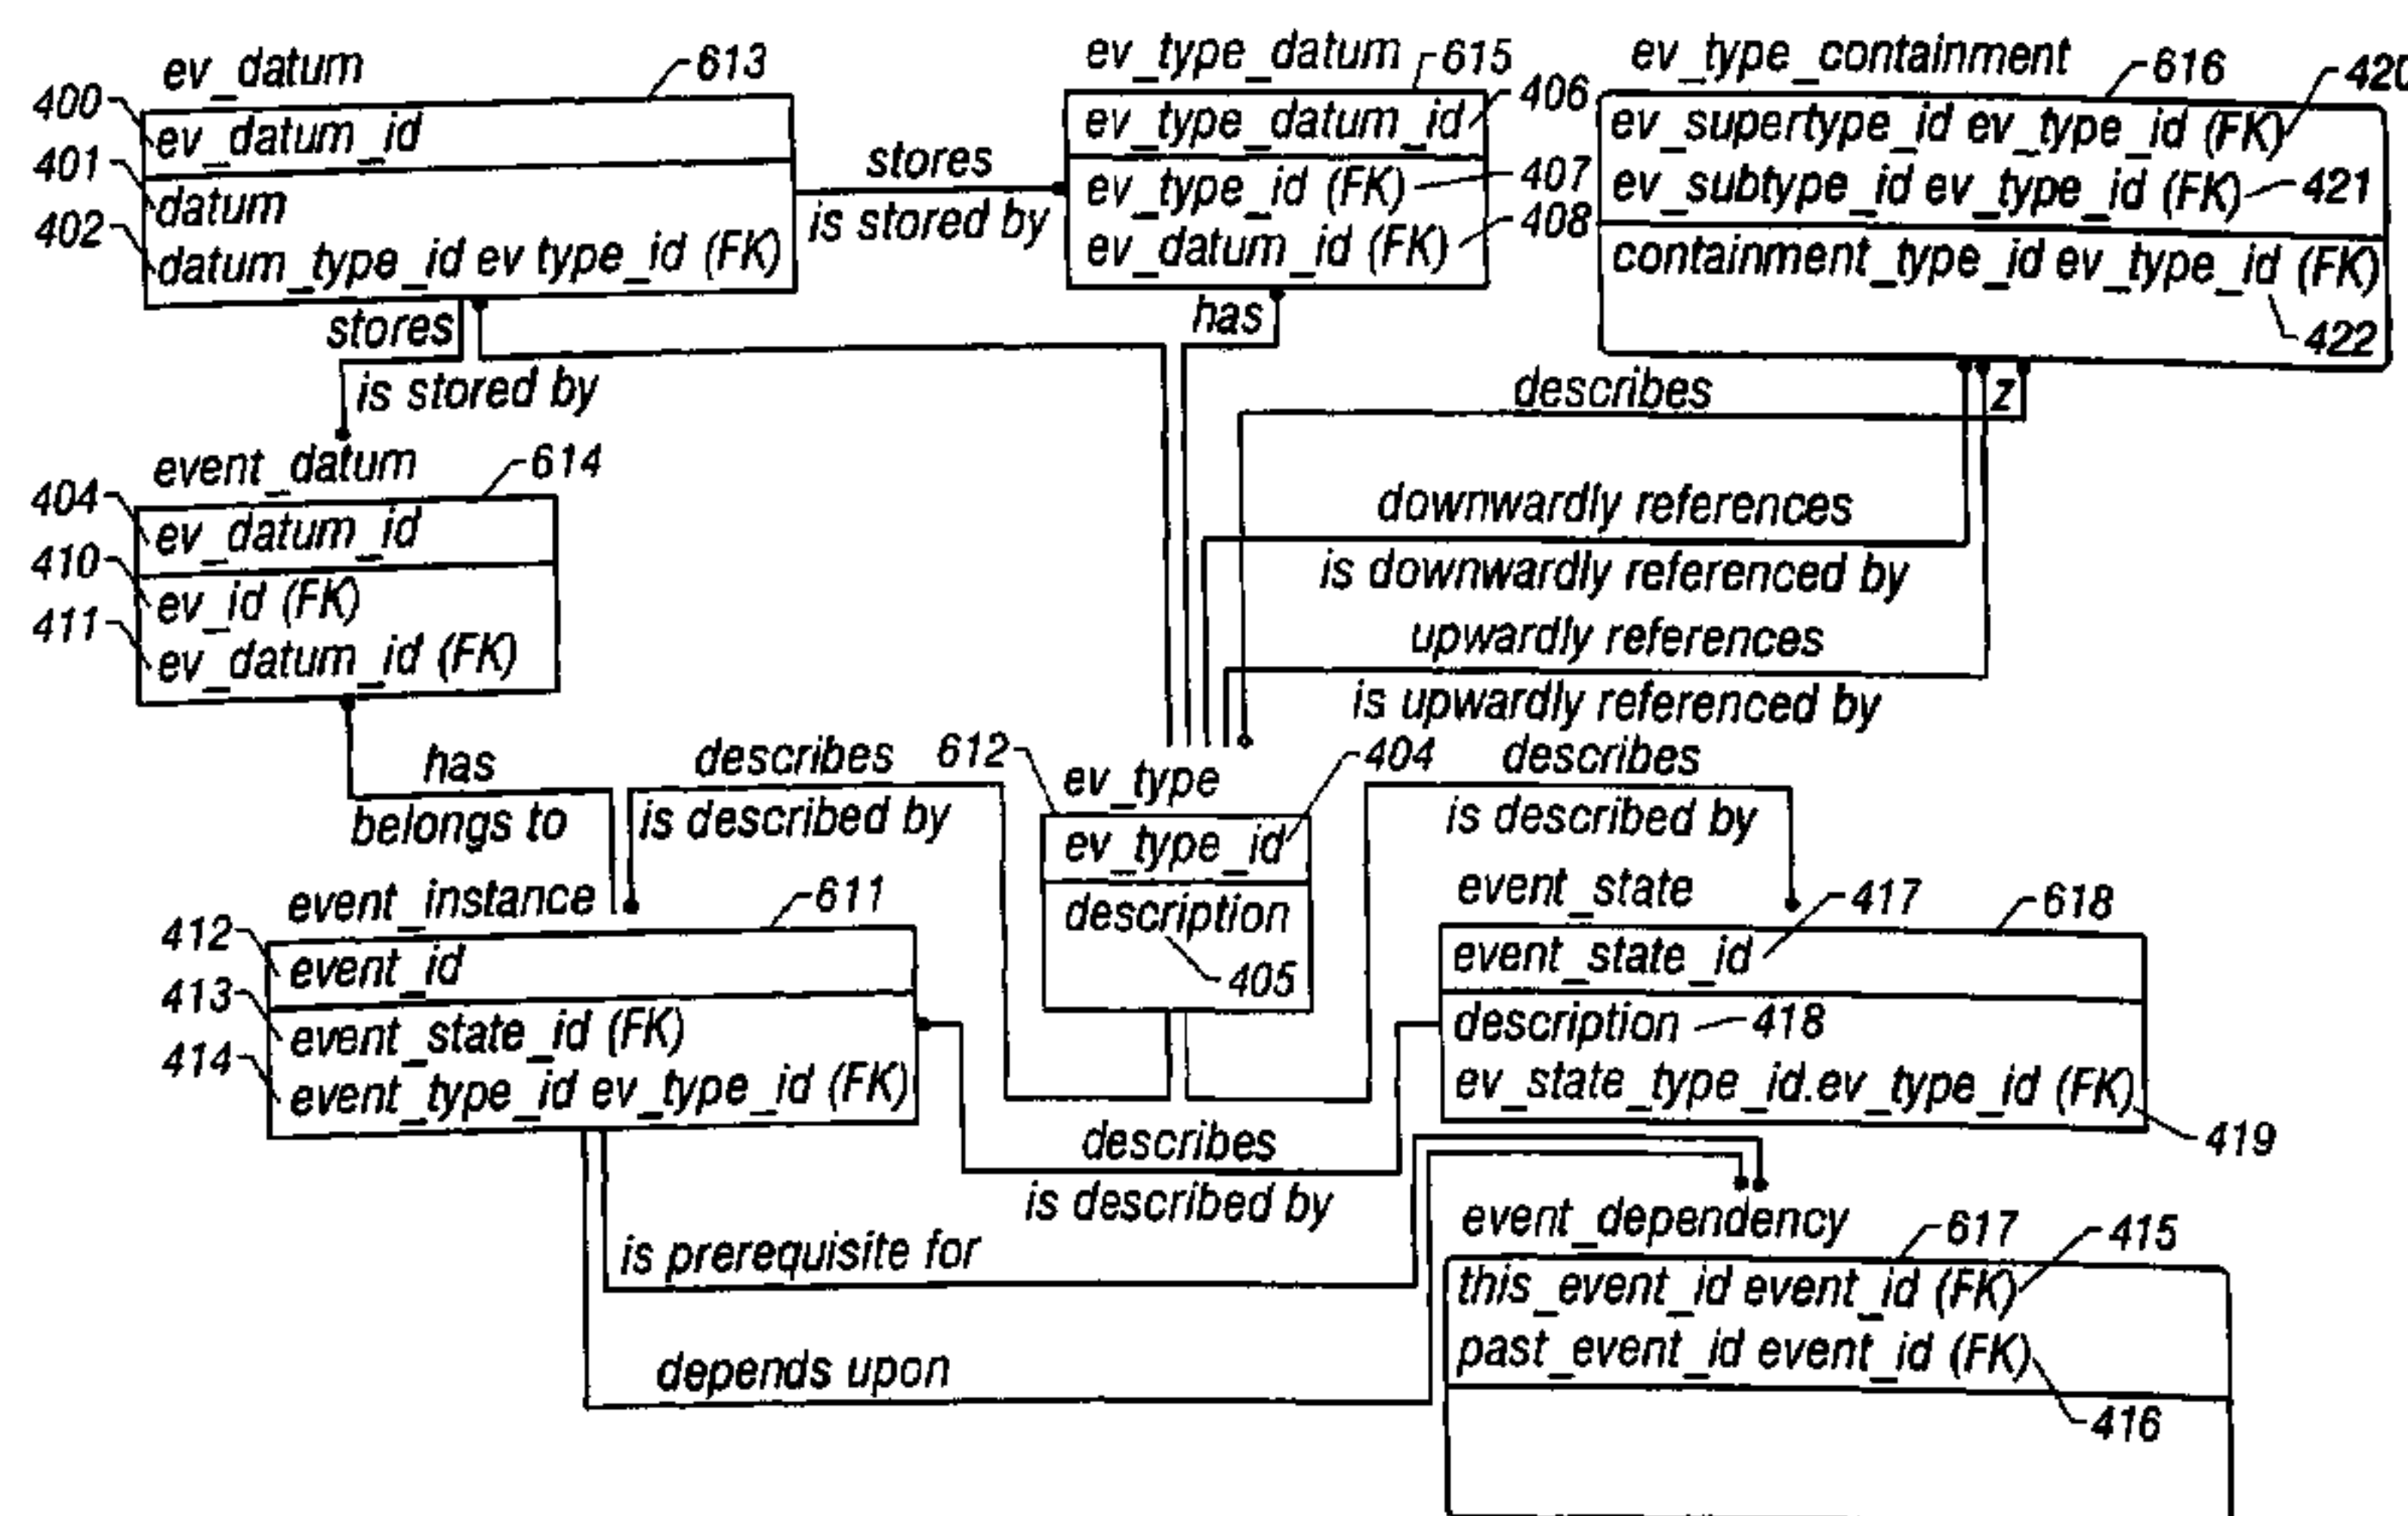 ev_datum
613
400
ev_datum_id
401
datum
402
datum_type_id ev type_id (FK)
stores
is stored by
ev_type_datum
615
406
ev_type_datum_id
ev_type_id (FK)
407
ev_datum_id (FK)
408
ev_type_containment
616
420
ev_supertype_id ev_type_id (FK)
ev_subtype_id ev_type_id (FK)
421
containment_type_id ev_type_id (FK)
422
stores
is stored by
has
describes
z
event_datum
614
404
ev_datum_id
410
ev_id (FK)
411
ev_datum_id (FK)
downwardly references
is downwardly referenced by
upwardly references
is upwardly referenced by
has
belongs to
describes
is described by
612
ev_type
404
ev_type_id
description
405
describes
is described by
event_instance
611
412
event_id
413
event_state_id (FK)
414
event_type_id ev_type_id (FK)
event_state
417
618
event_state_id
description
418
ev_state_type_id.ev_type_id (FK)
419
describes
is described by
is prerequisite for
depends upon
event_dependency
617
415
this_event_id event_id (FK)
past_event_id event_id (FK)
416